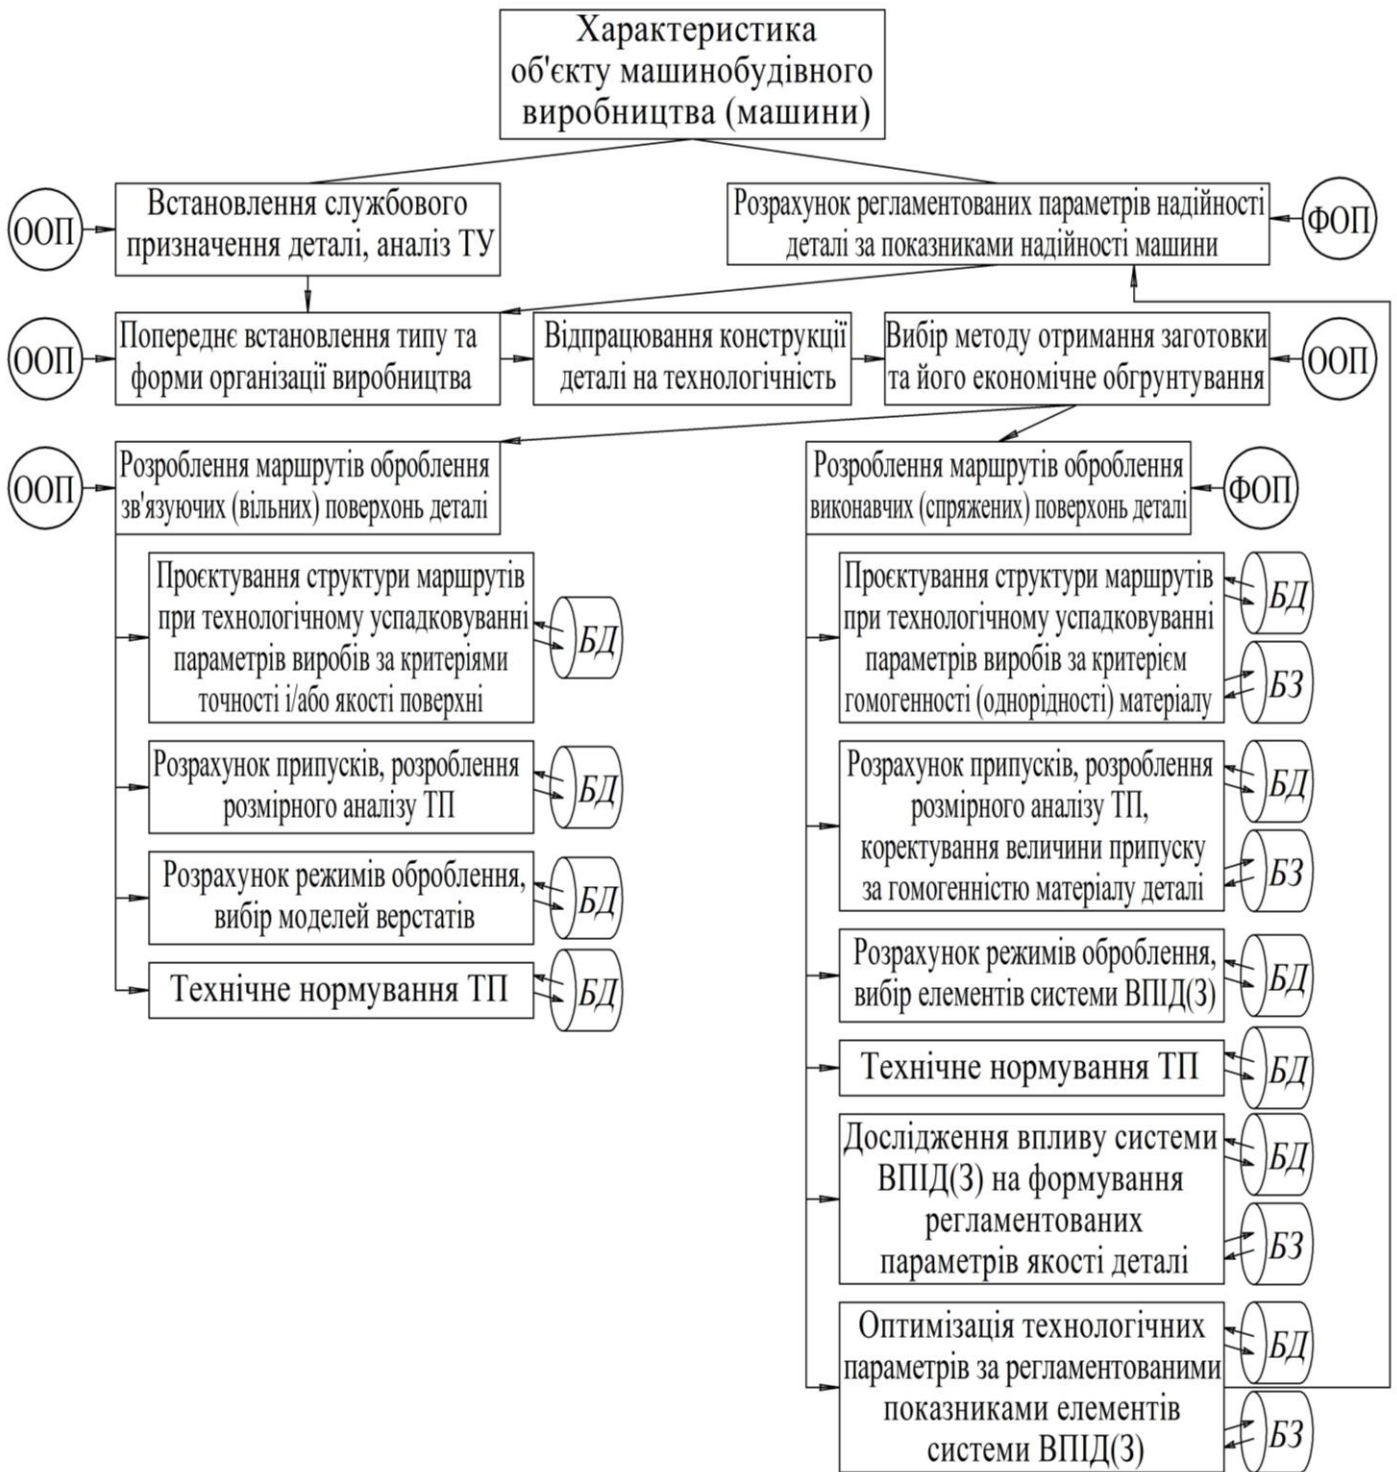 Характеристика
об'єкту машинобудівного
виробництва (машини)
ООП
Встановлення службового
призначення деталі, аналіз ТУ
Розрахунок регламентованих параметрів надійності
деталі за показниками надійності машини
ФОП
ООП
Попереднє встановлення типу та
форми організації виробництва
Відпрацювання конструкції
деталі на технологічність
Вибір методу отримання заготовки
та його економічне обгрунтування
ООП
ООП
Розроблення маршрутів оброблення
зв'язуючих (вільних) поверхонь деталі
Розроблення маршрутів оброблення
виконавчих (спряжених) поверхонь деталі
ФОП
Проєктування структури маршрутів
при технологічному успадковуванні
параметрів виробів за критеріями
точності і/або якості поверхні
БД
Розрахунок припусків, розроблення
розмірного аналізу ТП
БД
Розрахунок режимів оброблення,
вибір моделей верстатів
БД
Технічне нормування ТП
БД
Проєктування структури маршрутів
при технологічному успадковуванні
параметрів виробів за критерієм
гомогенності (однорідності) матеріалу
БД
БЗ
Розрахунок припусків, розроблення
розмірного аналізу ТП,
коректування величини припуску
за гомогенністю матеріалу деталі
БД
БЗ
Розрахунок режимів оброблення,
вибір елементів системи ВПІД(З)
БД
Технічне нормування ТП
БД
Дослідження впливу системи
ВПІД(З) на формування
регламентованих
параметрів якості деталі
БД
БЗ
Оптимізація технологічних
параметрів за регламентованими
показниками елементів
системи ВПІД(З)
БД
БЗ